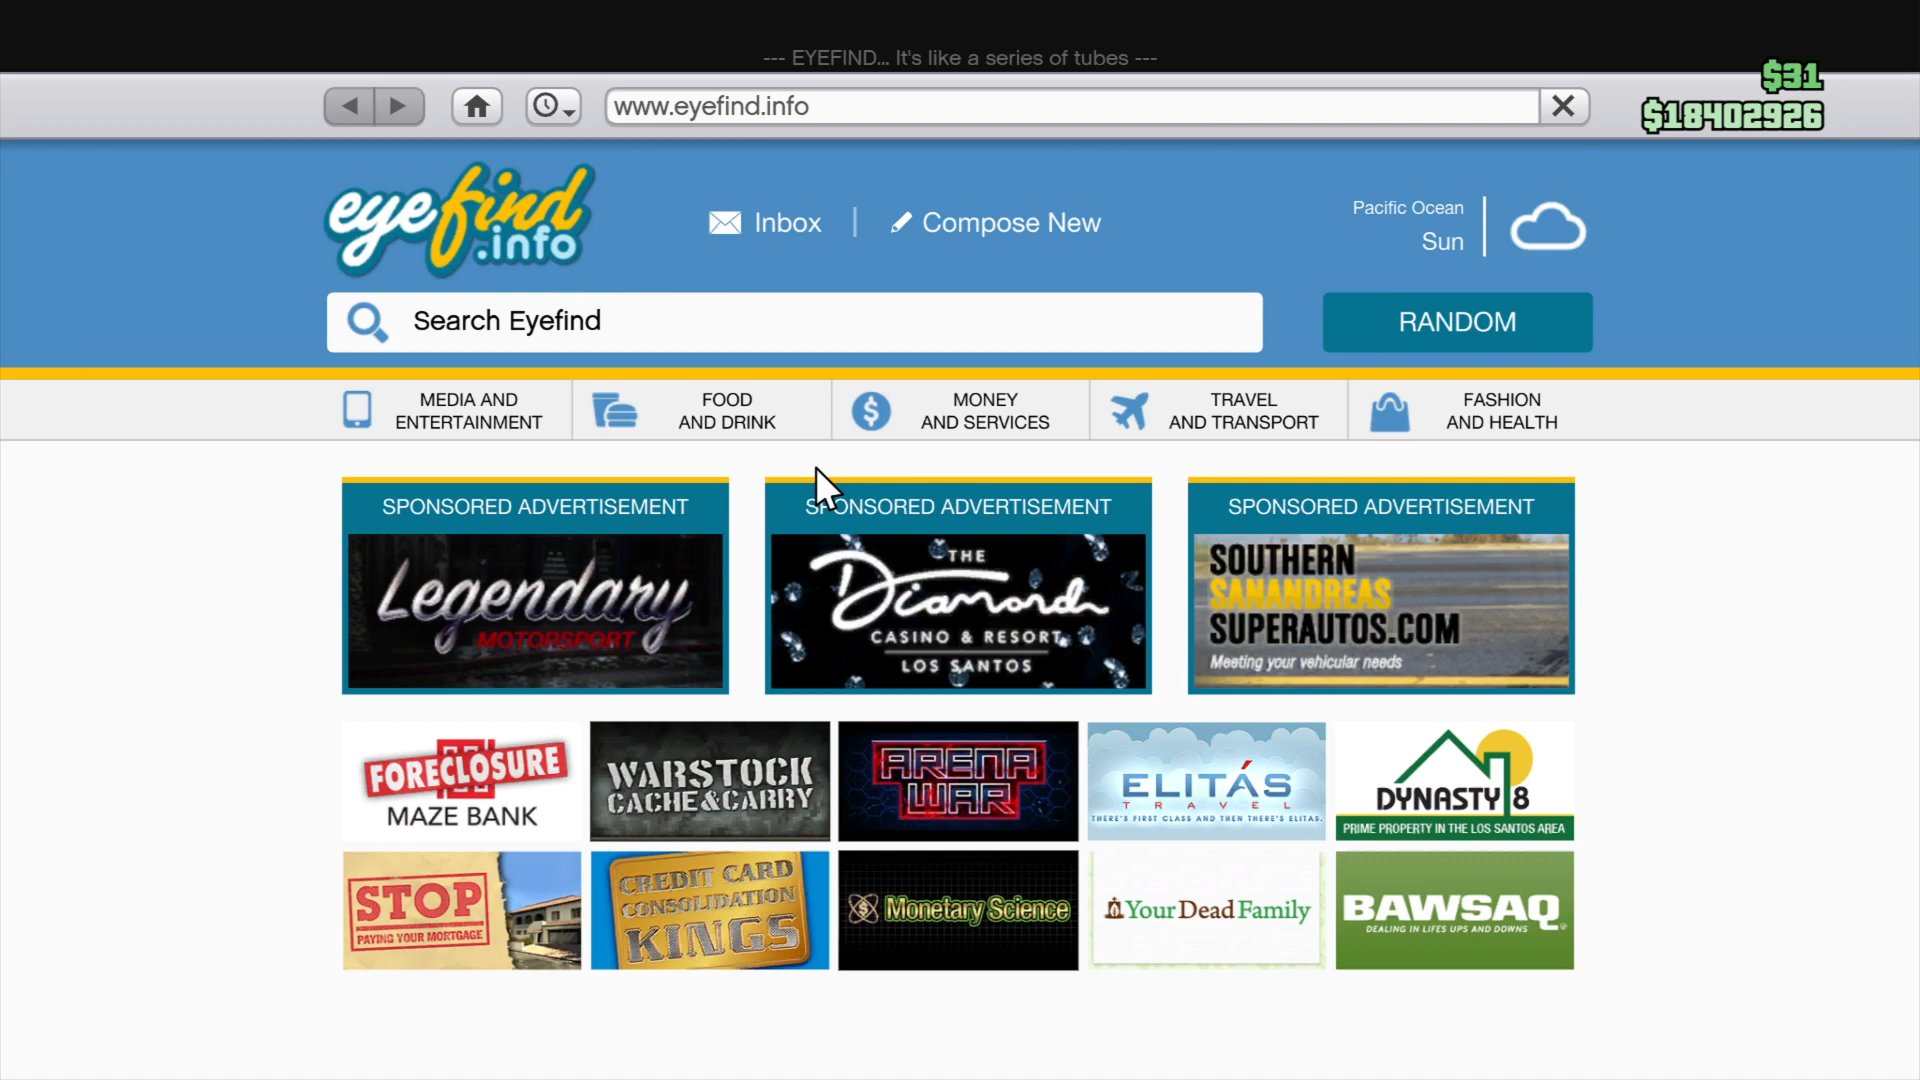 --- EYEFIND... It's like a series of tubes ---
$31
www.eyefind.info
$18402926
eyefind
.info
Inbox
Compose New
Pacific Ocean
Sun
Search Eyefind
RANDOM
MEDIA AND
ENTERTAINMENT
FOOD
AND DRINK
MONEY
AND SERVICES
TRAVEL
AND TRANSPORT
FASHION
AND HEALTH
SPONSORED ADVERTISEMENT
Legendary
MOTORSPORT
SPONSORED ADVERTISEMENT
THE
Diamond
CASINO & RESORT
LOS SANTOS
SPONSORED ADVERTISEMENT
SOUTHERN
SANANDREAS
SUPERAUTOS.COM
Meeting your vehicular needs
FORECLOSURE
MAZE BANK
WARSTOCK
CACHE&CARRY
ARENA
WAR
ELITÁS
TRAVEL
THERE'S FIRST CLASS AND THEN THERE'S ELITAS.
DYNASTY 8
PRIME PROPERTY IN THE LOS SANTOS AREA
STOP
PAYING YOUR MORTGAGE
CREDIT CARD
CONSOLIDATION
KINGS
Monetary Science
YourDeadFamily
BAWSAQ
DEALING IN LIFES UPS AND DOWNS